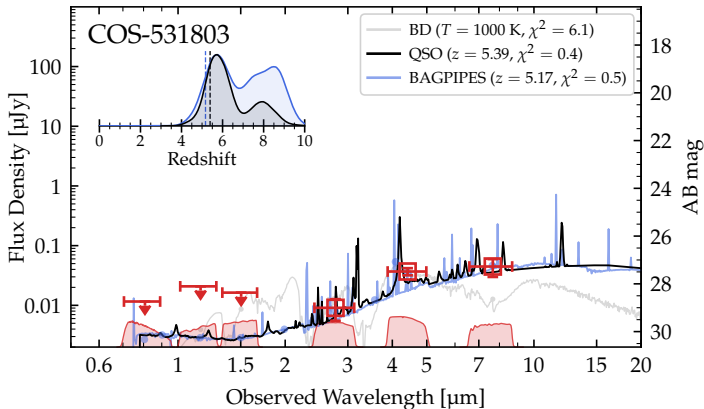 COS-531803
BD (T = 1000 K, χ² = 6.1)
QSO (z = 5.39, χ² = 0.4)
BAGPIPES (z = 5.17, χ² = 0.5)
100
10
1
0.1
0.01
Flux Density [μJy]
18
20
22
24
26
28
30
AB mag
0 2 4 6 8 10
Redshift
0.6 1 1.5 2 3 4 5 7 10 15 20
Observed Wavelength [μm]